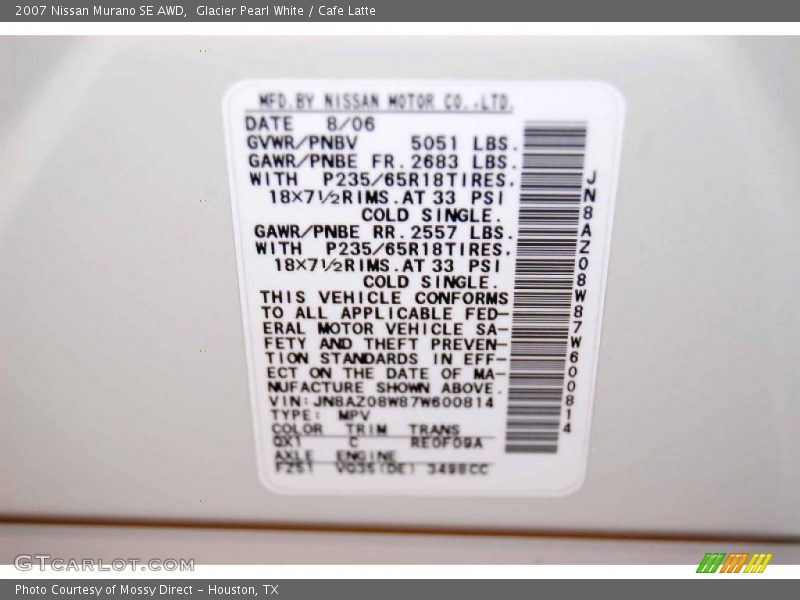 2007 Nissan Murano SE AWD,  Glacier Pearl White / Cafe Latte
MFD.BY NISSAN MOTOR CO.,LTD.
DATE 8/06
GVWR/PNBV 5051 LBS.
GAWR/PNBE FR. 2683 LBS.
WITH P235/65R18TIRES.
18×7½RIMS.AT 33 PSI
COLD SINGLE.
GAWR/PNBE RR. 2557 LBS.
WITH P235/65R18TIRES.
18×7½RIMS.AT 33 PSI
COLD SINGLE.
THIS VEHICLE CONFORMS
TO ALL APPLICABLE FED–
ERAL MOTOR VEHICLE SA–
FETY AND THEFT PREVEN–
TION STANDARDS IN EFF–
ECT ON THE DATE OF MA–
NUFACTURE SHOWN ABOVE.
VIN:JN8AZ08W87W600814
TYPE: MPV
COLOR TRIM TRANS
QX1 C RE0F09A
AXLE ENGINE
FZ51 VQ35(DE) 3498CC
JN8AZ08W87W600814
GTCARLOT.COM
Photo Courtesy of Mossy Direct – Houston, TX